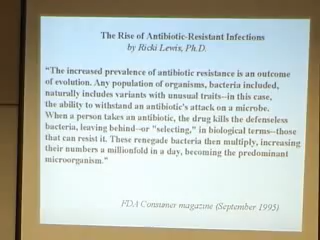 The Rise of Antibiotic-Resistant Infections
by Ricki Lewis, Ph.D.
"The increased prevalence of antibiotic resistance is an outcome
of evolution. Any population of organisms, bacteria included,
naturally includes variants with unusual traits--in this case,
the ability to withstand an antibiotic's attack on a microbe.
When a person takes an antibiotic, the drug kills the defenseless
bacteria, leaving behind--or "selecting," in biological terms--those
that can resist it. These renegade bacteria then multiply, increasing
their numbers a millionfold in a day, becoming the predominant
microorganism."
FDA Consumer magazine (September 1995)